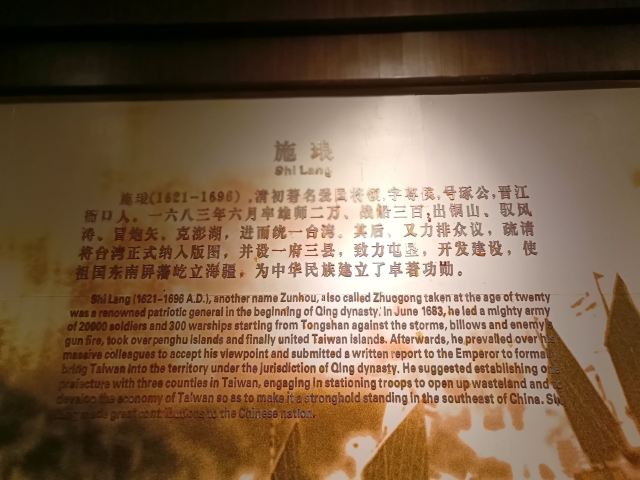 施琅
Shi Lang
施琅(1621-1696),清初著名爱国将领,字尊侯,号琢公,晋江
衙口人。一六八三年六月率雄师二万、战船三百,出铜山、驭风
涛、冒炮矢、克澎湖,进而统一台湾。其后、又力排众议,疏请
将台湾正式纳入版图,并设一府三县,致力屯垦,开发建设,使
祖国东南屏藩屹立海疆,为中华民族建立了卓著功勋。
Shi Lang (1621-1696 A.D.), another name Zunhou, also called Zhuogong taken at the age of twenty
was a renowned patriotic general in the beginning of Qing dynasty. In June 1683, he led a mighty army
of 20000 soldiers and 300 warships starting from Tongshan against the storms, billows and enemy's
gun fire, took over penghu islands and finally united Taiwan islands. Afterwards, he prevailed over his
massive colleagues to accept his viewpoint and submitted a written report to the Emperor to formally
bring Taiwan into the territory under the jurisdiction of Qing dynasty. He suggested establishing one
prefecture with three counties in Taiwan, engaging in stationing troops to open up wasteland and to
develop the economy of Taiwan so as to make it a stronghold standing in the southeast of China. Shi
Lang made great contributions to the Chinese nation.